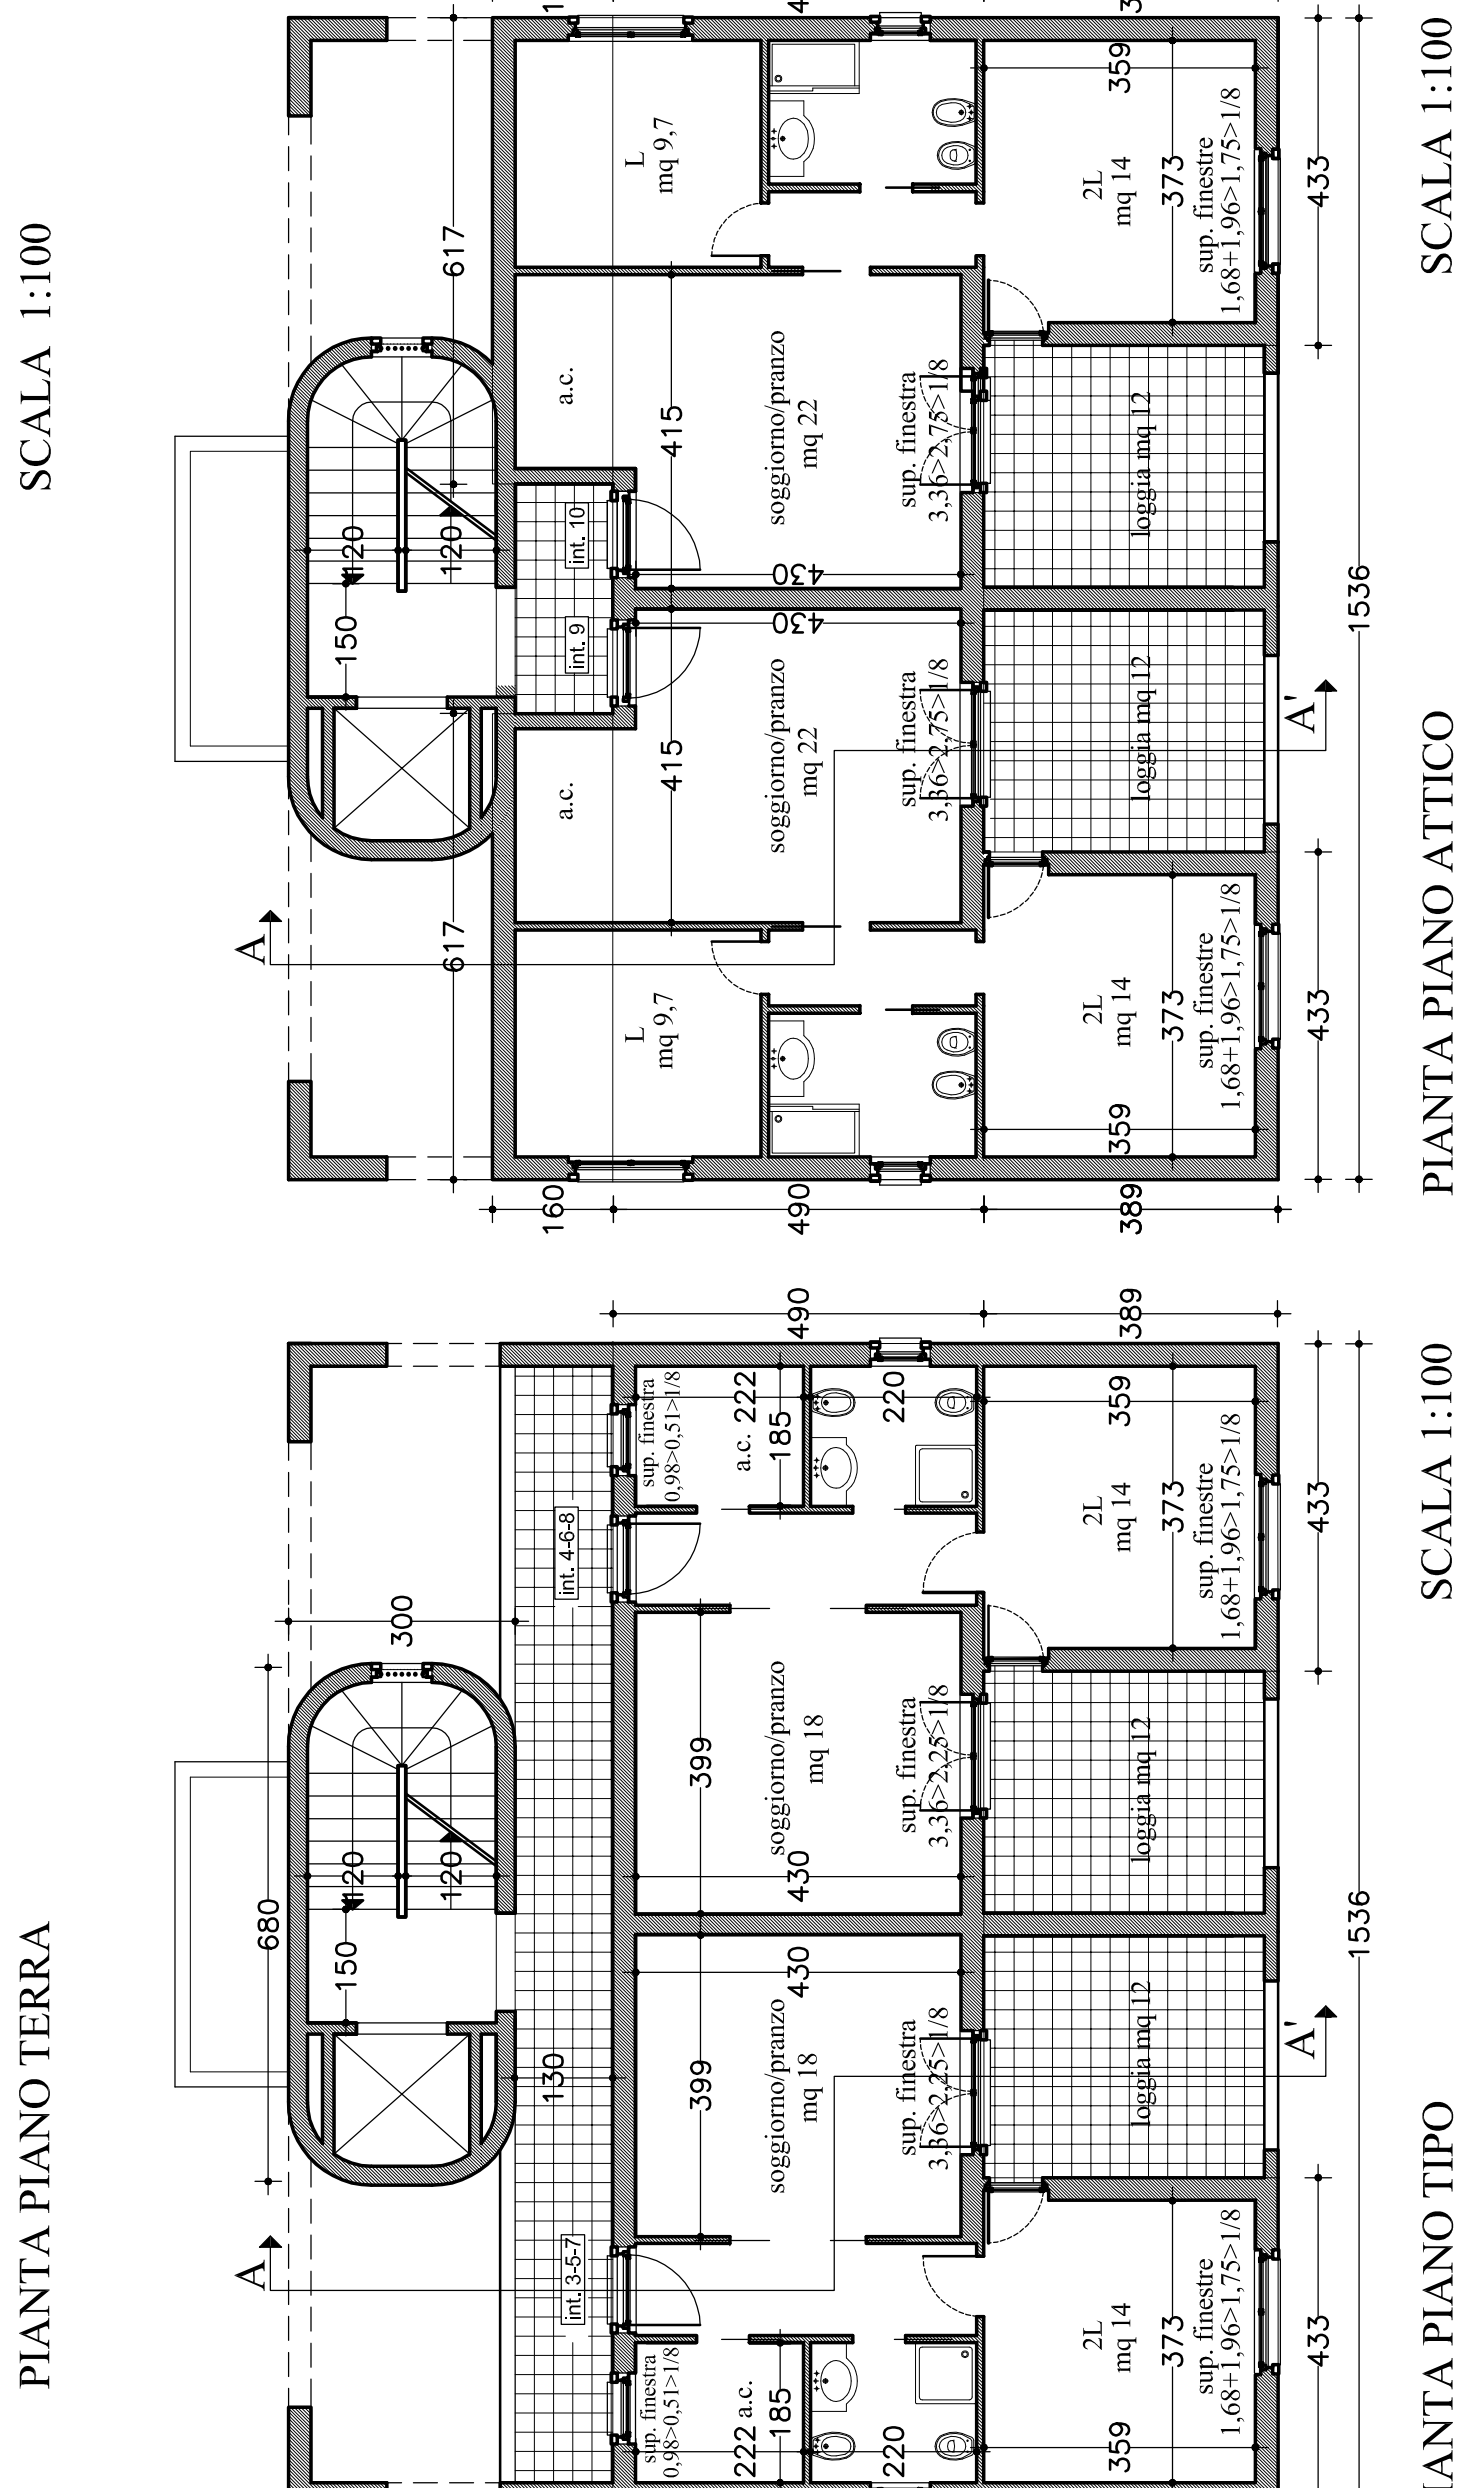 PIANTA PIANO TERRA
SCALA 1:100
A
617
617
150
120
120
int. 9
int. 10
a.c.
a.c.
L
mq 9,7
L
mq 9,7
415
415
soggiorno/pranzo
mq 22
soggiorno/pranzo
mq 22
430
430
sup. finestra
3,36>2,75>1/8
sup. finestra
3,36>2,75>1/8
160
490
389
359
359
2L
mq 14
2L
mq 14
373
373
sup. finestre
1,68+1,96>1,75>1/8
sup. finestre
1,68+1,96>1,75>1/8
loggia mq 12
loggia mq 12
A'
433
433
1536
PIANTA PIANO ATTICO
SCALA 1:100
A
680
300
150
120
120
130
int. 3-5-7
int. 4-6-8
sup. finestra
0,98>0,51>1/8
sup. finestra
0,98>0,51>1/8
222 a.c.
185
a.c. 222
185
399
399
soggiorno/pranzo
mq 18
soggiorno/pranzo
mq 18
430
430
220
220
sup. finestra
3,36>2,25>1/8
sup. finestra
3,36>2,25>1/8
490
389
359
359
2L
mq 14
2L
mq 14
373
373
sup. finestre
1,68+1,96>1,75>1/8
sup. finestre
1,68+1,96>1,75>1/8
loggia mq 12
loggia mq 12
A'
433
433
1536
IANTA PIANO TIPO
SCALA 1:100